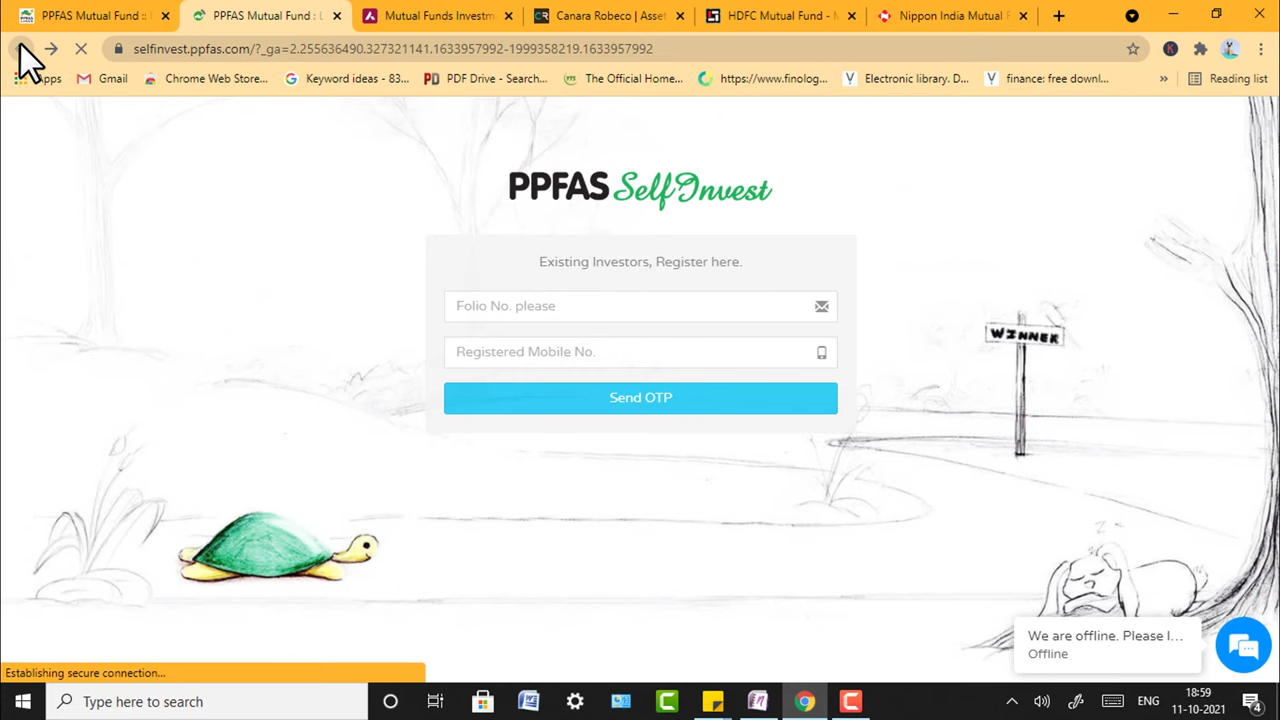 PPFAS Mutual Fund ::
PPFAS Mutual Fund : L
Mutual Funds Investm
Canara Robeco | Asset
HDFC Mutual Fund - M
Nippon India Mutual F
selfinvest.ppfas.com/?_ga=2.255636490.327321141.1633957992-1999358219.1633957992
Apps
Gmail
Chrome Web Store...
Keyword ideas - 83...
PDF Drive - Search...
The Official Home...
https://www.finolog...
Electronic library. D...
finance: free downl...
»
Reading list
PPFAS SelfInvest
Existing Investors, Register here.
Folio No. please
Registered Mobile No.
Send OTP
WINNER
We are offline. Please l...
Offline
Establishing secure connection...
Type here to search
ENG
18:59
11-10-2021
4